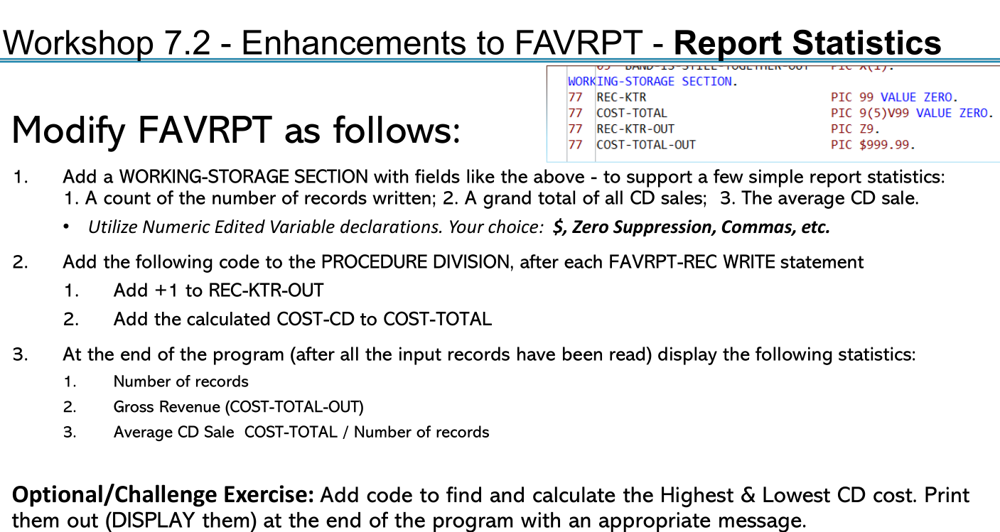 Workshop 7.2 - Enhancements to FAVRPT - Report Statistics
05 BAND-IS-STILL-TOGETHER-OUT PIC X(1).
WORKING-STORAGE SECTION.
77 REC-KTR PIC 99 VALUE ZERO.
77 COST-TOTAL PIC 9(5)V99 VALUE ZERO.
77 REC-KTR-OUT PIC Z9.
77 COST-TOTAL-OUT PIC $999.99.
Modify FAVRPT as follows:
1. Add a WORKING-STORAGE SECTION with fields like the above - to support a few simple report statistics:
1. A count of the number of records written; 2. A grand total of all CD sales; 3. The average CD sale.
• Utilize Numeric Edited Variable declarations. Your choice: $, Zero Suppression, Commas, etc.
2. Add the following code to the PROCEDURE DIVISION, after each FAVRPT-REC WRITE statement
1. Add +1 to REC-KTR-OUT
2. Add the calculated COST-CD to COST-TOTAL
3. At the end of the program (after all the input records have been read) display the following statistics:
1. Number of records
2. Gross Revenue (COST-TOTAL-OUT)
3. Average CD Sale COST-TOTAL / Number of records
Optional/Challenge Exercise: Add code to find and calculate the Highest & Lowest CD cost. Print
them out (DISPLAY them) at the end of the program with an appropriate message.